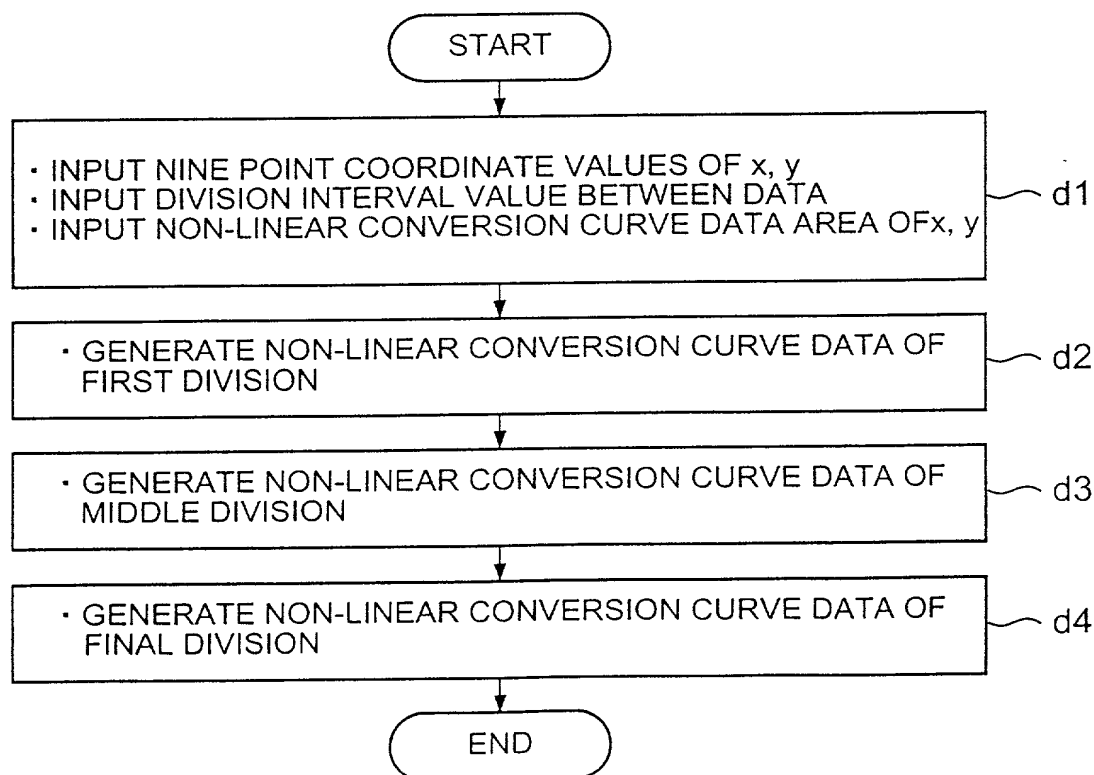 START
· INPUT NINE POINT COORDINATE VALUES OF x, y
· INPUT DIVISION INTERVAL VALUE BETWEEN DATA
· INPUT NON-LINEAR CONVERSION CURVE DATA AREA OFx, y
d1
· GENERATE NON-LINEAR CONVERSION CURVE DATA OF
FIRST DIVISION
d2
· GENERATE NON-LINEAR CONVERSION CURVE DATA OF
MIDDLE DIVISION
d3
· GENERATE NON-LINEAR CONVERSION CURVE DATA OF
FINAL DIVISION
d4
END